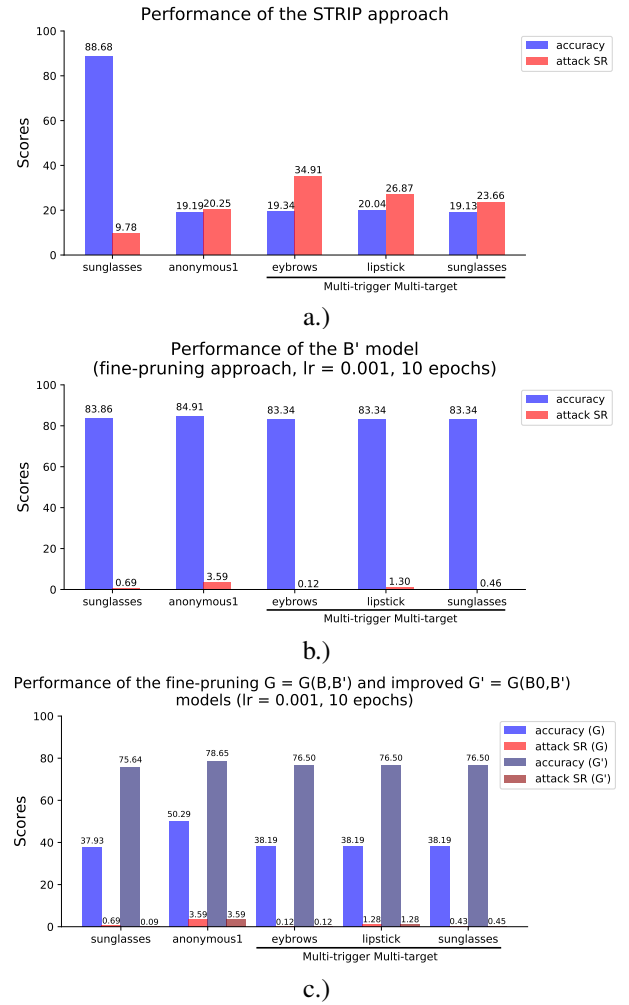 Performance of the STRIP approach
100
80
60
40
20
0
Scores
88.68
9.78
19.19
20.25
19.34
34.91
20.04
26.87
19.13
23.66
accuracy
attack SR
sunglasses
anonymous1
eybrows
lipstick
sunglasses
Multi-trigger Multi-target
a.)
Performance of the B' model
(fine-pruning approach, lr = 0.001, 10 epochs)
100
80
60
40
20
0
Scores
83.86
0.69
84.91
3.59
83.34
0.12
83.34
1.30
83.34
0.46
accuracy
attack SR
sunglasses
anonymous1
eybrows
lipstick
sunglasses
Multi-trigger Multi-target
b.)
Performance of the fine-pruning G = G(B,B') and improved G' = G(B0,B')
models (lr = 0.001, 10 epochs)
100
80
60
40
20
0
Scores
37.93
0.69
75.64
0.09
50.29
3.59
78.65
3.59
38.19
0.12
76.50
0.12
38.19
1.28
76.50
1.28
38.19
0.43
76.50
0.45
accuracy (G)
attack SR (G)
accuracy (G')
attack SR (G')
sunglasses
anonymous1
eybrows
lipstick
sunglasses
Multi-trigger Multi-target
c.)